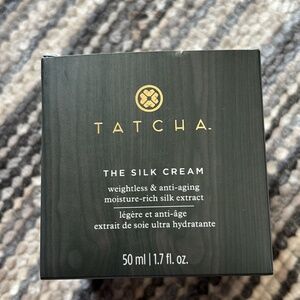 TATCHA.
THE SILK CREAM
weightless & anti-aging
moisture-rich silk extract
légère et anti-âge
extrait de soie ultra hydratante
50 ml | 1.7 fl. oz.